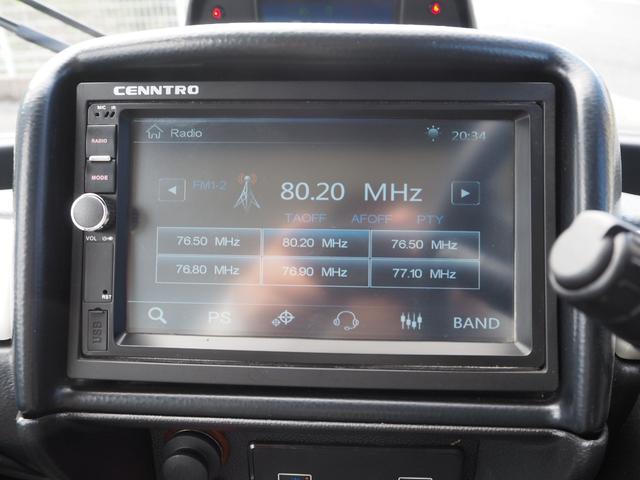 CENNTRO
MIC IR
Radio 20:34
RADIO
MODE
FM1-2 80.20 MHz
TAOFF AFOFF PTY
76.50 MHz 80.20 MHz 76.50 MHz
76.80 MHz 76.90 MHz 77.10 MHz
VOL
RST
USB
PS BAND